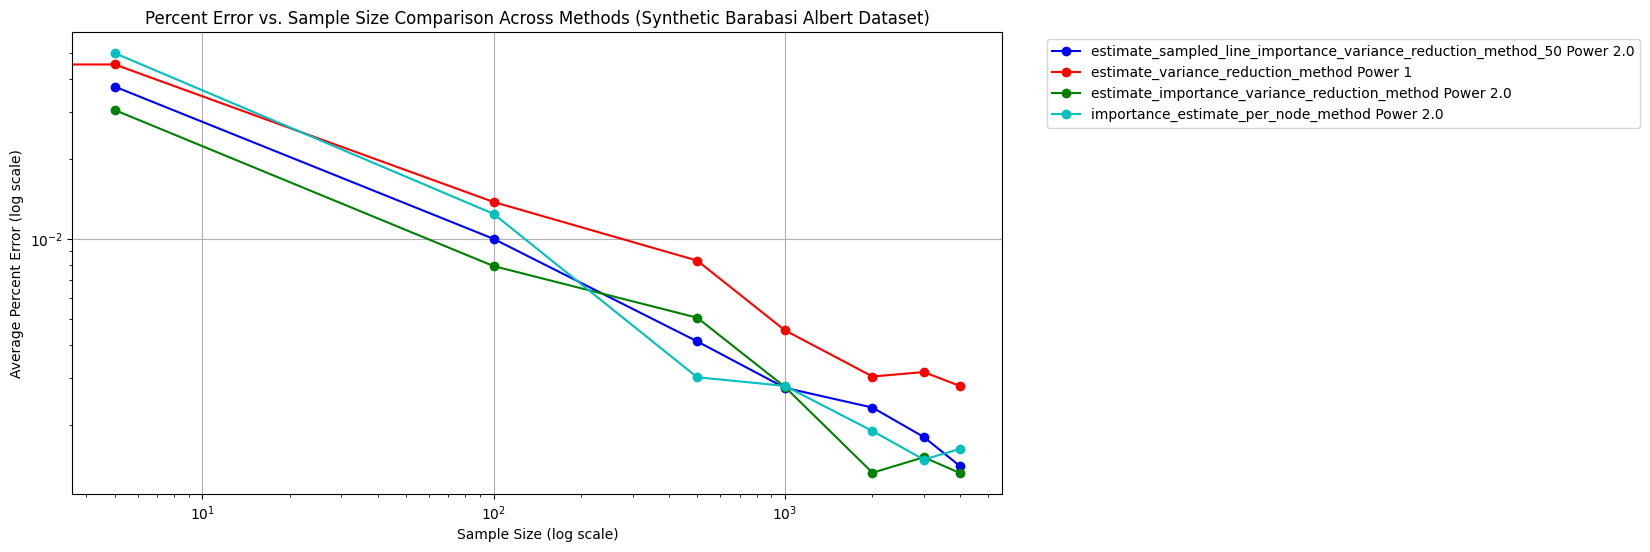 Percent Error vs. Sample Size Comparison Across Methods (Synthetic Barabasi Albert Dataset)
estimate_sampled_line_importance_variance_reduction_method_50 Power 2.0
estimate_variance_reduction_method Power 1
estimate_importance_variance_reduction_method Power 2.0
importance_estimate_per_node_method Power 2.0
Average Percent Error (log scale)
10⁻²
10¹ 10² 10³
Sample Size (log scale)